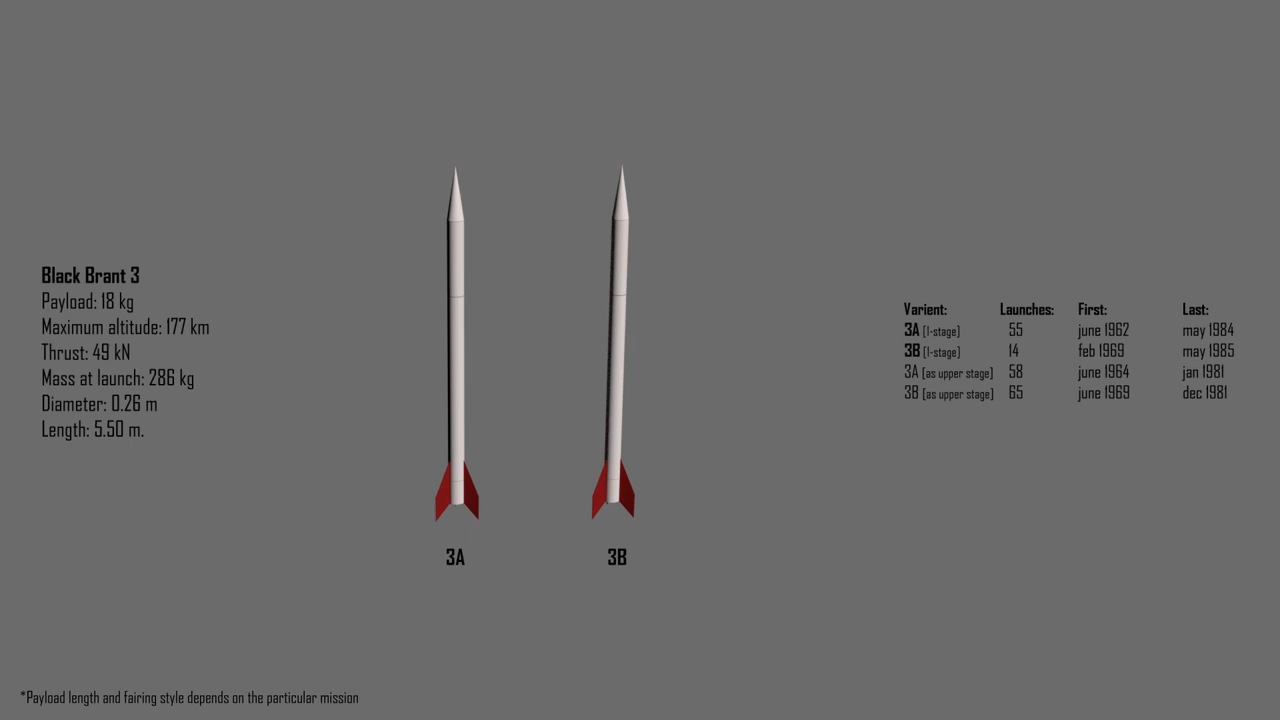 Black Brant 3
Payload: 18 kg
Maximum altitude: 177 km
Thrust: 49 kN
Mass at launch: 286 kg
Diameter: 0.26 m
Length: 5.50 m.
3A
3B
Varient: Launches: First: Last:
3A [1-stage] 55 june 1962 may 1984
3B [1-stage] 14 feb 1969 may 1985
3A [as upper stage] 58 june 1964 jan 1981
3B [as upper stage] 65 june 1969 dec 1981
*Payload length and fairing style depends on the particular mission